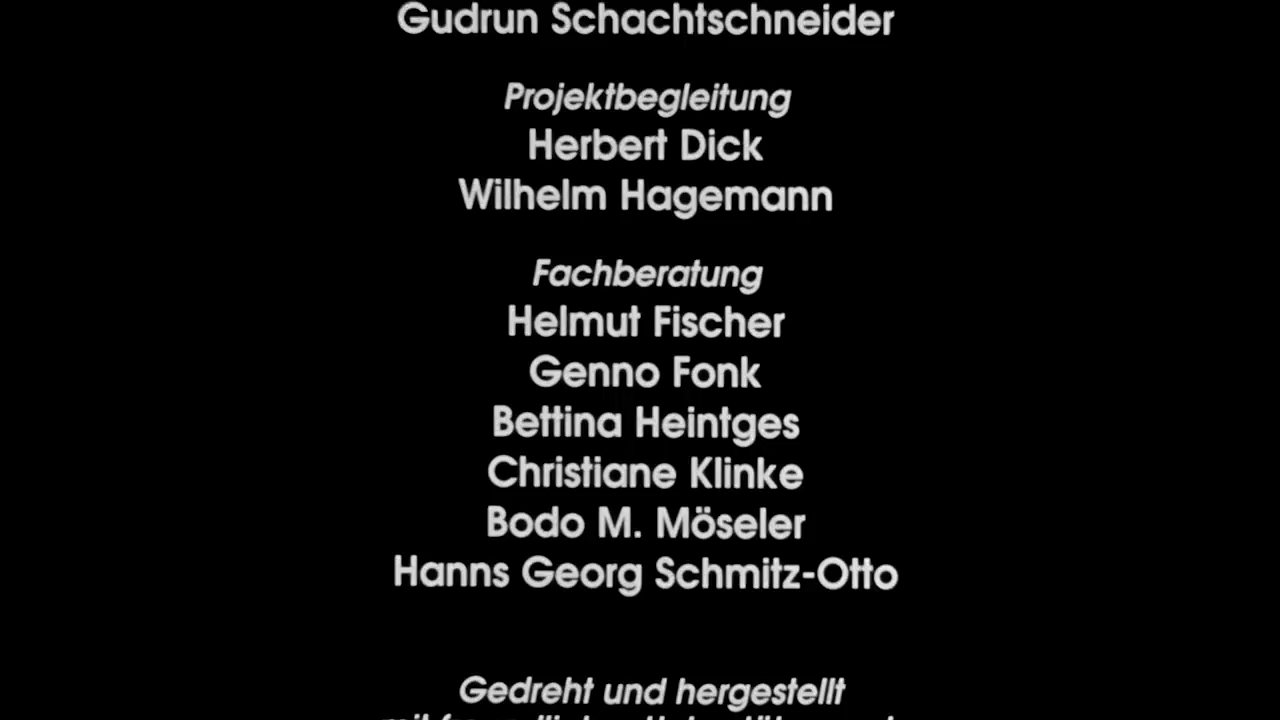 Gudrun Schachtschneider
Projektbegleitung
Herbert Dick
Wilhelm Hagemann
Fachberatung
Helmut Fischer
Genno Fonk
Bettina Heintges
Christiane Klinke
Bodo M. Möseler
Hanns Georg Schmitz-Otto
Gedreht und hergestellt
mit